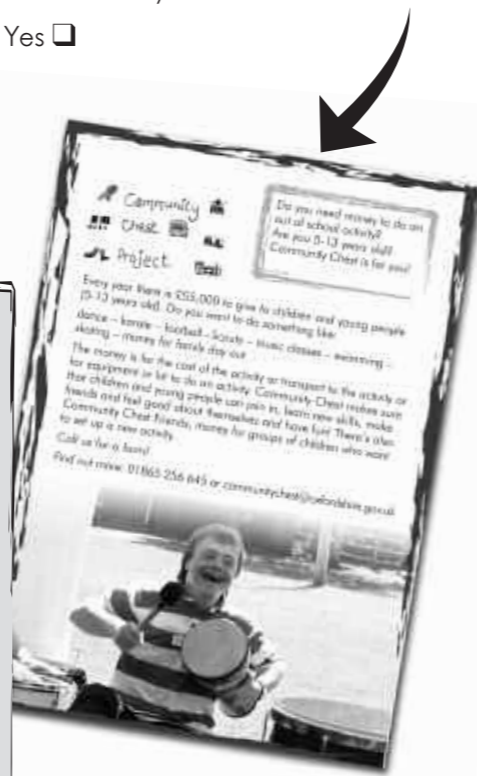 Yes ❑
Community
Chest
Project
Do you need money to do an
out of school activity?
Are you 5-13 years old?
Community Chest is for you!
Every year there is £55,000 to give to children and young people
(5-13 years old). Do you want to do something like:
dance – karate – football – Scouts – music classes – swimming –
skating – money for family day out
The money is for the cost of the activity or transport to the activity or
for equipment or kit to do an activity. Community Chest makes sure
that children and young people can join in, learn new skills, make
friends and feel good about themselves and have fun! There's also
Community Chest Friends, money for groups of children who want
to set up a new activity.
Call us for a form!
Find out more: 01865 256 645 or communitychest@oxfordshire.gov.uk